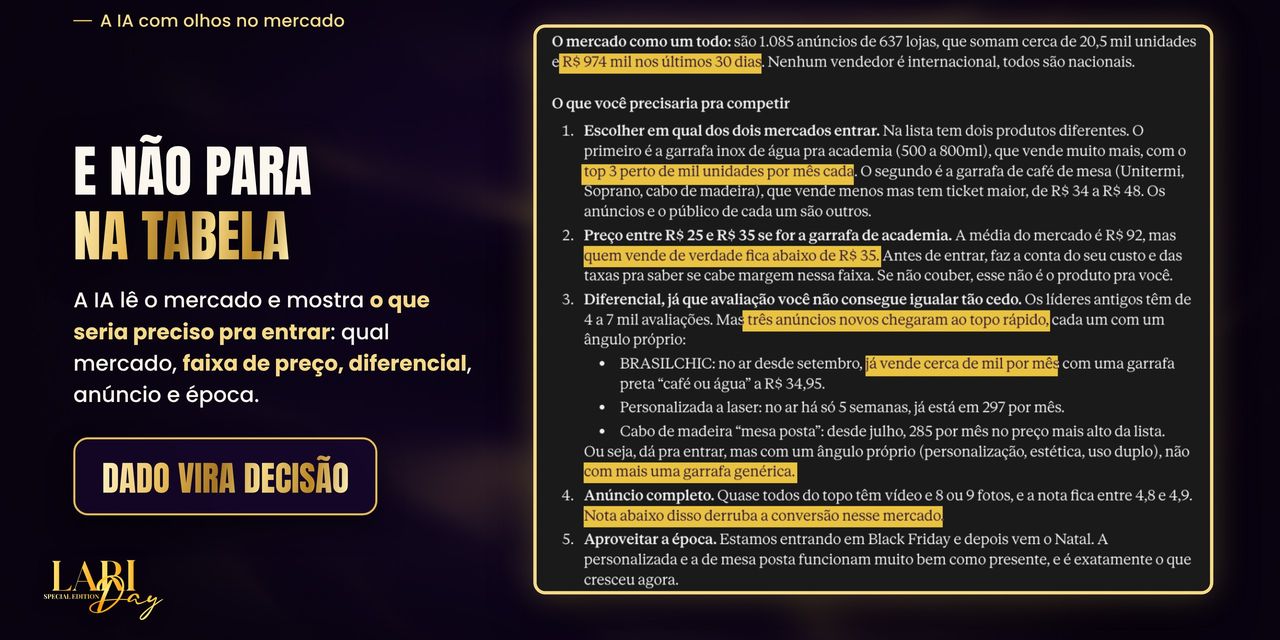 — A IA com olhos no mercado
E NÃO PARA
NA TABELA
A IA lê o mercado e mostra o que
seria preciso pra entrar: qual
mercado, faixa de preço, diferencial,
anúncio e época.
DADO VIRA DECISÃO
LABI
SPECIAL EDITION
Day
O mercado como um todo: são 1.085 anúncios de 637 lojas, que somam cerca de 20,5 mil unidades
e R$ 974 mil nos últimos 30 dias. Nenhum vendedor é internacional, todos são nacionais.
O que você precisaria pra competir
1. Escolher em qual dos dois mercados entrar. Na lista tem dois produtos diferentes. O
primeiro é a garrafa inox de água pra academia (500 a 800ml), que vende muito mais, com o
top 3 perto de mil unidades por mês cada. O segundo é a garrafa de café de mesa (Unitermi,
Soprano, cabo de madeira), que vende menos mas tem ticket maior, de R$ 34 a R$ 48. Os
anúncios e o público de cada um são outros.
2. Preço entre R$ 25 e R$ 35 se for a garrafa de academia. A média do mercado é R$ 92, mas
quem vende de verdade fica abaixo de R$ 35. Antes de entrar, faz a conta do seu custo e das
taxas pra saber se cabe margem nessa faixa. Se não couber, esse não é o produto pra você.
3. Diferencial, já que avaliação você não consegue igualar tão cedo. Os líderes antigos têm de
4 a 7 mil avaliações. Mas três anúncios novos chegaram ao topo rápido, cada um com um
ângulo próprio:
• BRASILCHIC: no ar desde setembro, já vende cerca de mil por mês com uma garrafa
preta “café ou água” a R$ 34,95.
• Personalizada a laser: no ar há só 5 semanas, já está em 297 por mês.
• Cabo de madeira “mesa posta”: desde julho, 285 por mês no preço mais alto da lista.
Ou seja, dá pra entrar, mas com um ângulo próprio (personalização, estética, uso duplo), não
com mais uma garrafa genérica.
4. Anúncio completo. Quase todos do topo têm vídeo e 8 ou 9 fotos, e a nota fica entre 4,8 e 4,9.
Nota abaixo disso derruba a conversão nesse mercado.
5. Aproveitar a época. Estamos entrando em Black Friday e depois vem o Natal. A
personalizada e a de mesa posta funcionam muito bem como presente, e é exatamente o que
cresceu agora.